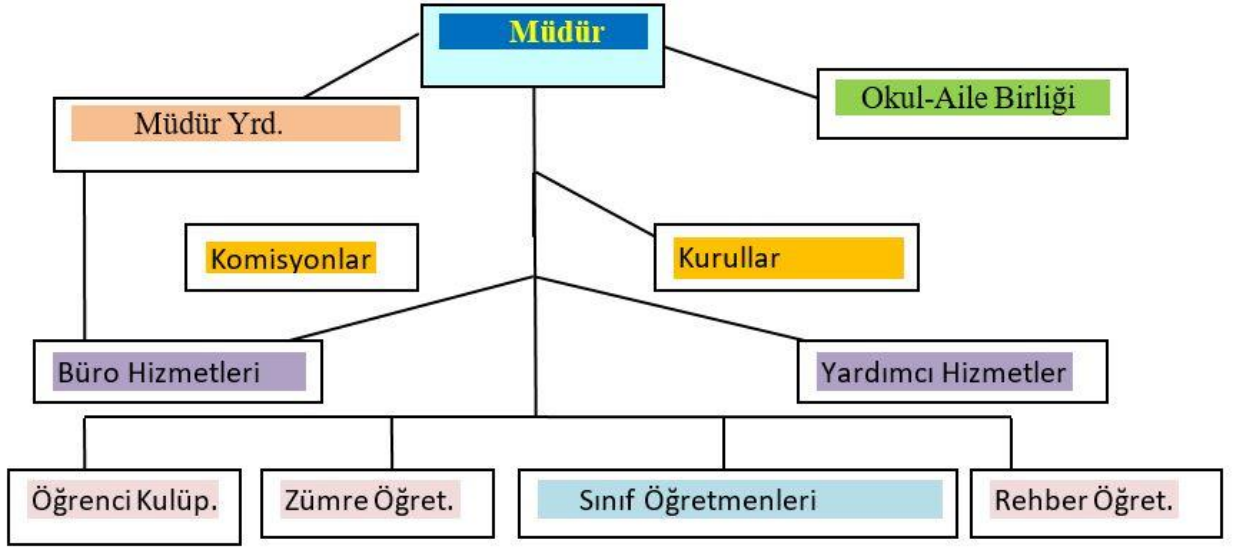 Müdür
Okul-Aile Birliği
Müdür Yrd.
Komisyonlar
Kurullar
Büro Hizmetleri
Yardımcı Hizmetler
Öğrenci Kulüp.
Zümre Öğret.
Sınıf Öğretmenleri
Rehber Öğret.